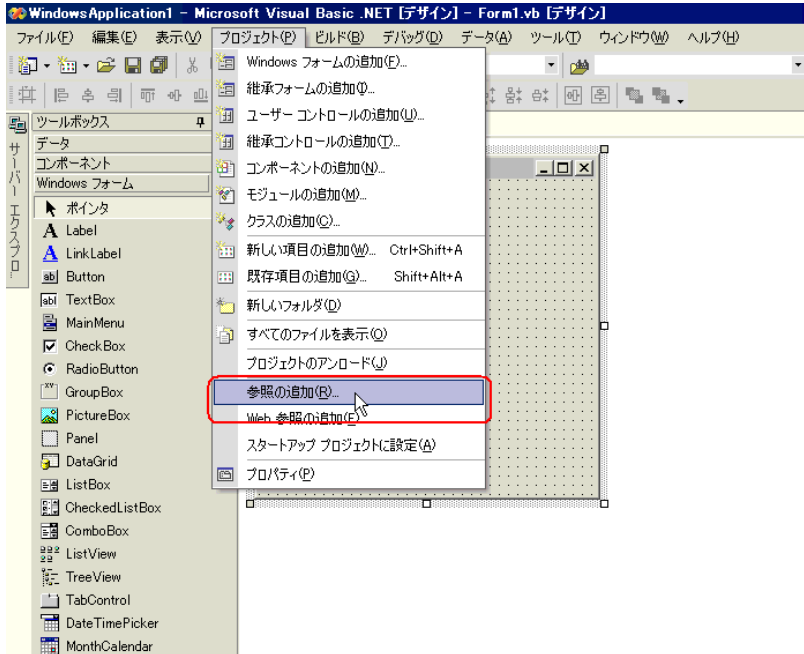 WindowsApplication1 - Microsoft Visual Basic .NET [デザイン] - Form1.vb [デザイン]
ファイル(F) 編集(E) 表示(V) プロジェクト(P) ビルド(B) デバッグ(D) データ(A) ツール(T) ウィンドウ(W) ヘルプ(H)
サーバー エクスプロ
ツールボックス
データ
コンポーネント
Windows フォーム
ポインタ
A Label
A LinkLabel
ab Button
abl TextBox
MainMenu
CheckBox
RadioButton
XY GroupBox
PictureBox
Panel
DataGrid
ListBox
CheckedListBox
ComboBox
ListView
TreeView
TabControl
DateTimePicker
MonthCalendar
Windows フォームの追加(F)...
継承フォームの追加(I)...
ユーザー コントロールの追加(U)...
継承コントロールの追加(T)...
コンポーネントの追加(N)...
モジュールの追加(M)...
クラスの追加(C)...
新しい項目の追加(W)... Ctrl+Shift+A
既存項目の追加(G)... Shift+Alt+A
新しいフォルダ(D)
すべてのファイルを表示(O)
プロジェクトのアンロード(J)
参照の追加(R)...
Web 参照の追加(E)
スタートアップ プロジェクトに設定(A)
プロパティ(P)